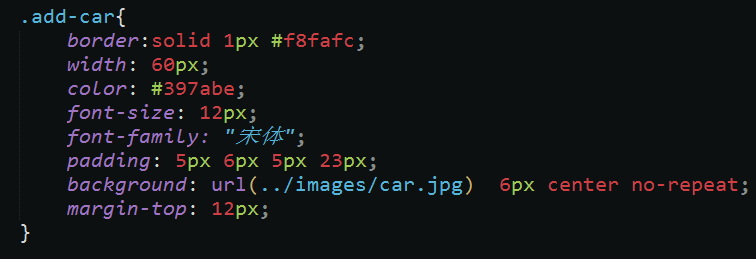 .add-car{
border:solid 1px #f8fafc;
width: 60px;
color: #397abe;
font-size: 12px;
font-family: "宋体";
padding: 5px 6px 5px 23px;
background: url(../images/car.jpg)  6px center no-repeat;
margin-top: 12px;
}